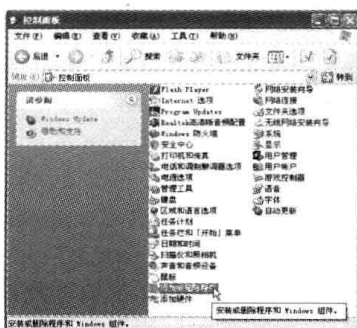 控制面板
文件(F) 编辑(E) 查看(V) 收藏(A) 工具(T) 帮助(H)
后退 搜索 文件夹
控制面板 转到
请参阅
Windows Update
帮助和支持
Flash Player
Internet 选项
Program Updates
Realtek高清晰音频配置
Windows 防火墙
安全中心
打印机和传真
电话和调制解调器选项
电源选项
管理工具
键盘
区域和语言选项
任务计划
任务栏和「开始」菜单
日期和时间
扫描仪和照相机
声音和音频设备
鼠标
添加或删除程序
添加硬件
网络安装向导
网络连接
文件夹选项
无线网络安装向导
系统
显示
用户管理
用户帐户
游戏控制器
语音
字体
自动更新
安装或删除程序和 Windows 组件。
安装或删除程序和 Windows 组件。